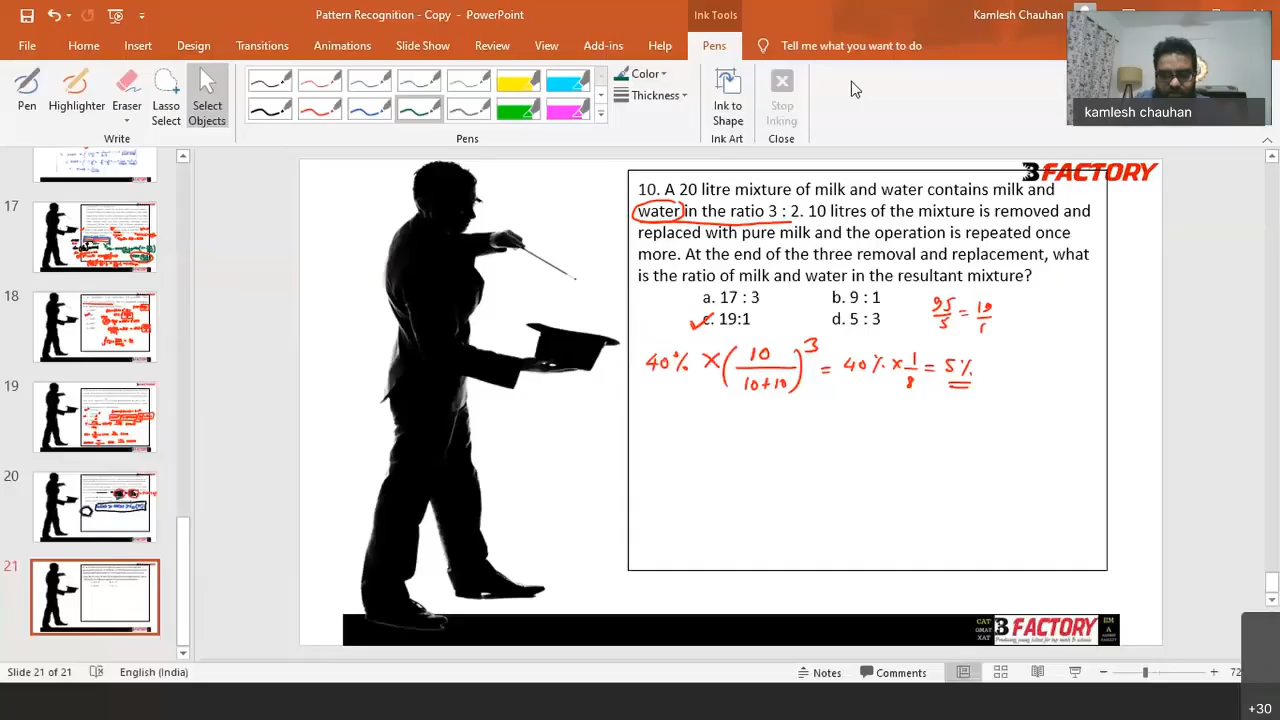 Pattern Recognition - Copy - PowerPoint
Ink Tools
Kamlesh Chauhan
File Home Insert Design Transitions Animations Slide Show Review View Add-ins Help Pens Tell me what you want to do
Pen Highlighter Eraser Lasso Select Select Objects
Color
Thickness
Ink to Shape
Stop Inking
Write Pens Ink Art Close
kamlesh chauhan
17
18
19
20
21
3FACTORY
10. A 20 litre mixture of milk and water contains milk and
water in the ratio 3 : 2. 10 litres of the mixture is removed and
replaced with pure milk and the operation is repeated once
more. At the end of the three removal and replacement, what
is the ratio of milk and water in the resultant mixture?
a. 17 : 3 b. 9 : 1
c. 19:1 d. 5 : 3
95/5 = 19/1
40% × (10/(10+10))^3 = 40% × 1/8 = 5%
CAT GMAT XAT 3 FACTORY IIM A
Slide 21 of 21 English (India) Notes Comments 72
+30